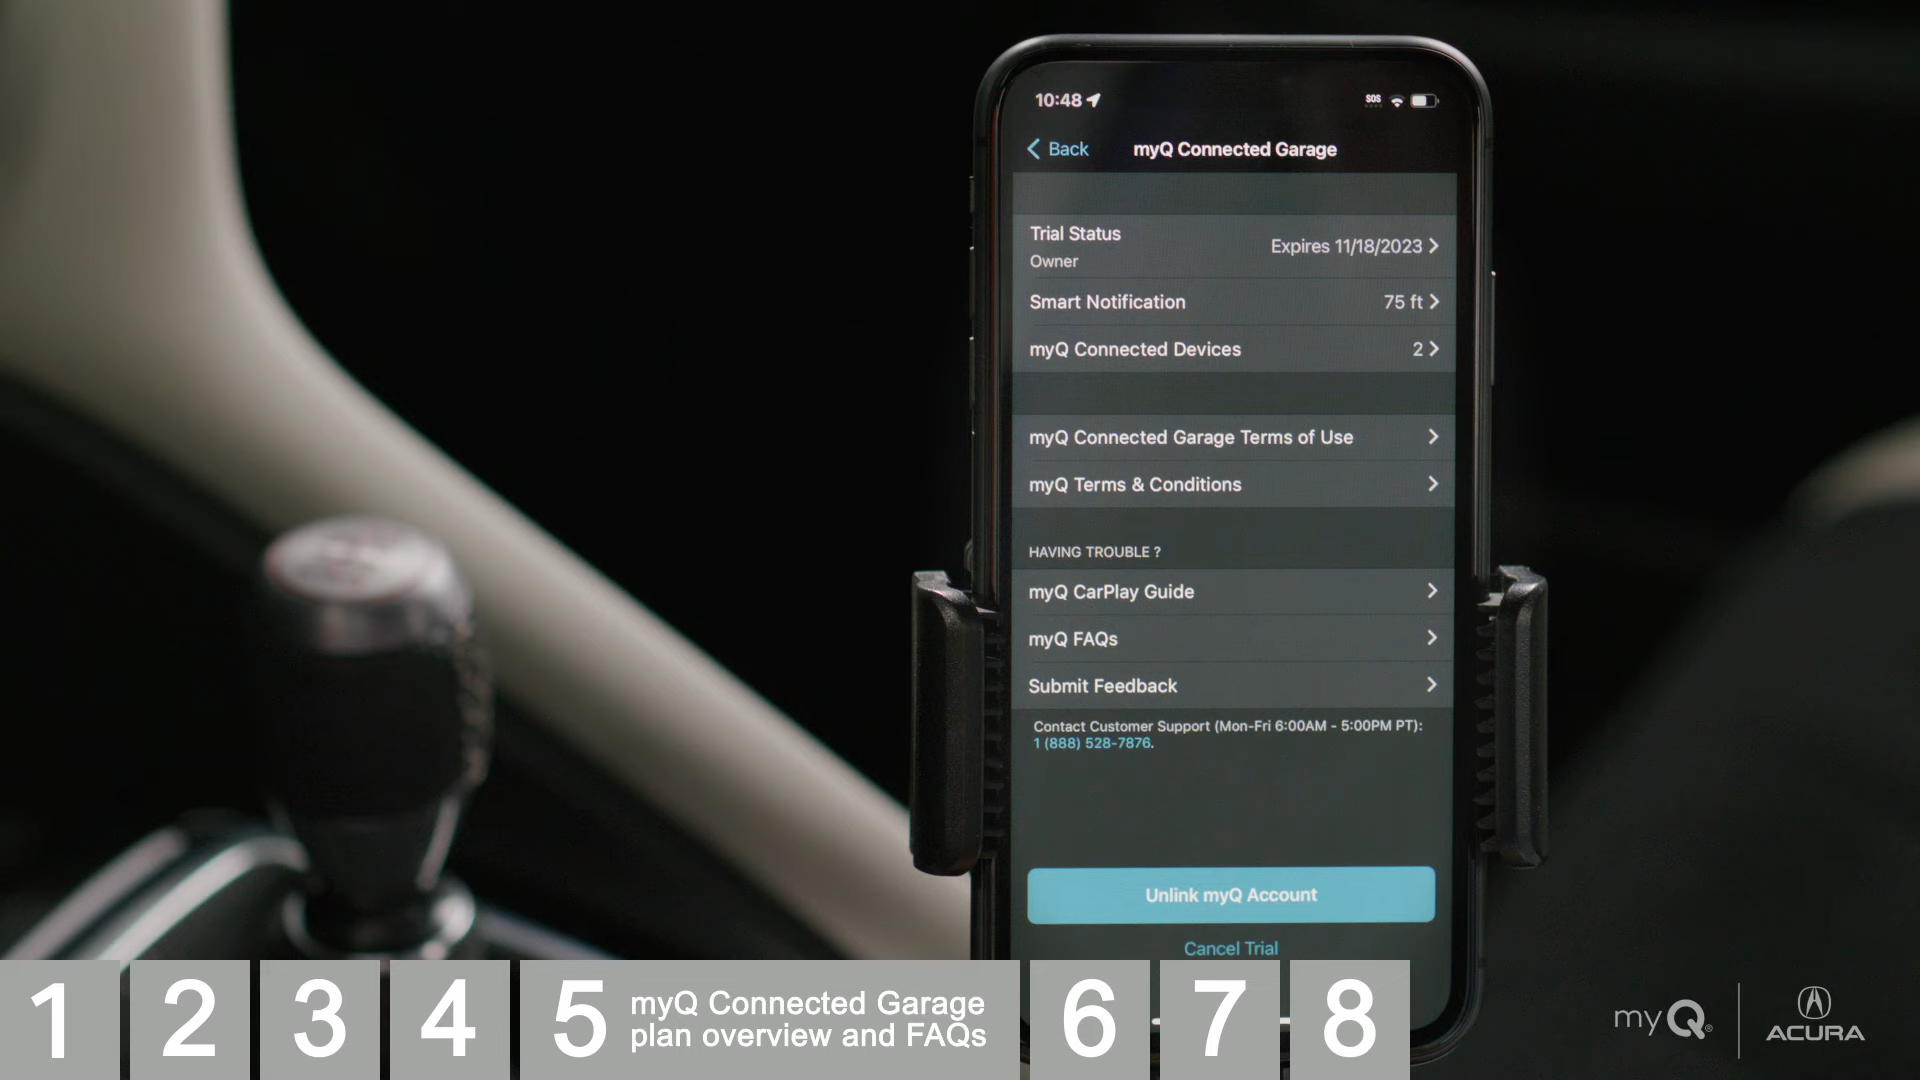 10:48
SOS
Back
myQ Connected Garage
Trial Status
Owner
Expires 11/18/2023
Smart Notification
75 ft
myQ Connected Devices
2
myQ Connected Garage Terms of Use
myQ Terms & Conditions
HAVING TROUBLE ?
myQ CarPlay Guide
myQ FAQs
Submit Feedback
Contact Customer Support (Mon-Fri 6:00AM - 5:00PM PT):
1 (888) 528-7876.
Unlink myQ Account
Cancel Trial
1
2
3
4
5
myQ Connected Garage
plan overview and FAQs
6
7
8
myQ®
ACURA